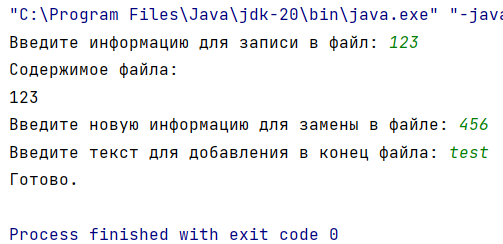 "C:\Program Files\Java\jdk-20\bin\java.exe" "-java
Введите информацию для записи в файл: 123
Содержимое файла:
123
Введите новую информацию для замены в файле: 456
Введите текст для добавления в конец файла: test
Готово.
Process finished with exit code 0